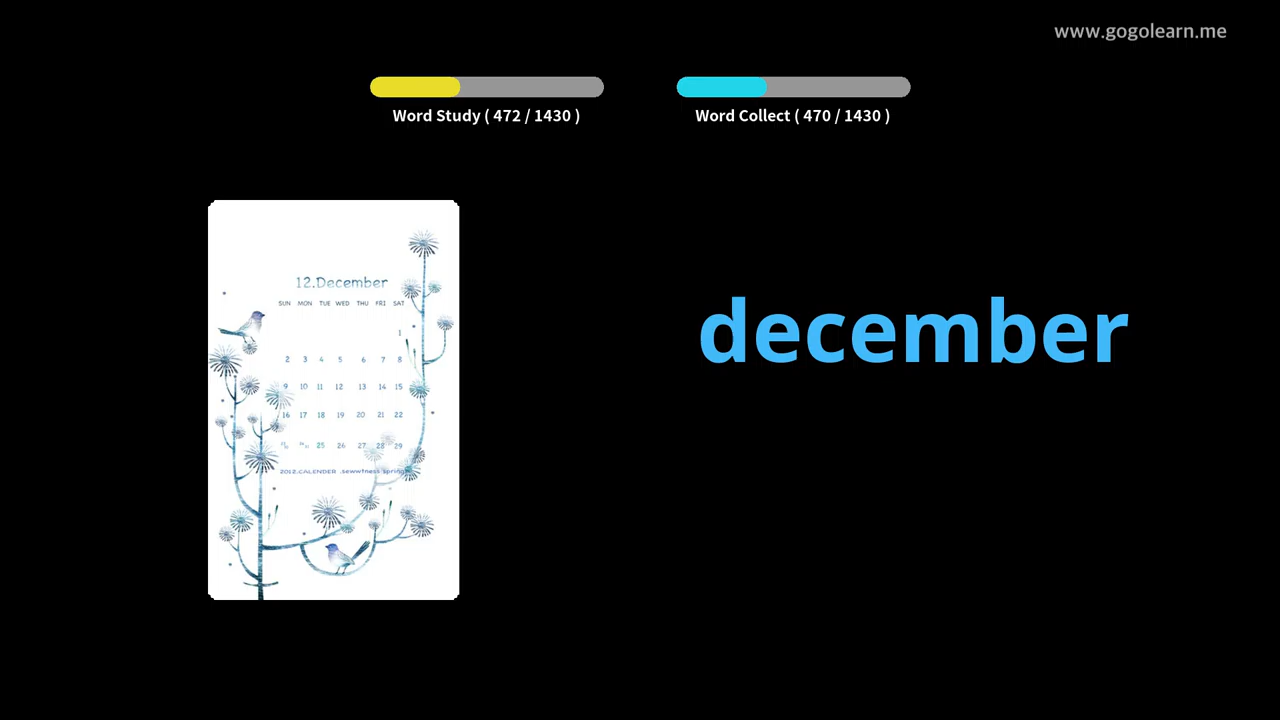 www.gogolearn.me
Word Study ( 472 / 1430 )
Word Collect ( 470 / 1430 )
12.December
SUN MON TUE WED THU FRI SAT
1
2 3 4 5 6 7 8
9 10 11 12 13 14 15
16 17 18 19 20 21 22
25 26 27 28 29
2012.CALENDER .sewwtness spring
december